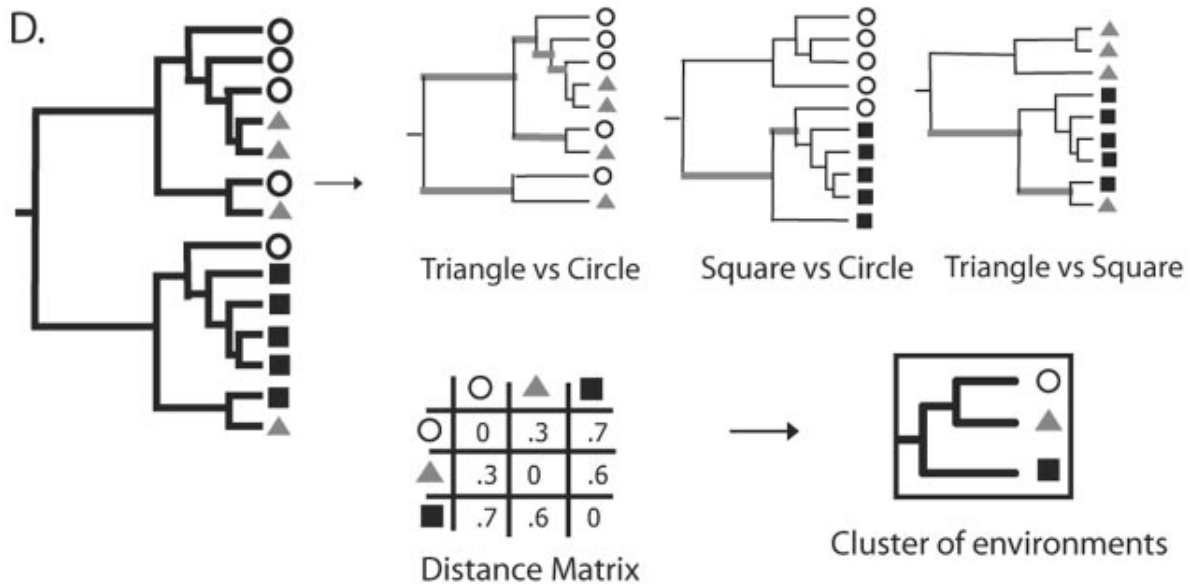 D.
Triangle vs Circle
Square vs Circle
Triangle vs Square
0 .3 .7
.3 0 .6
.7 .6 0
Distance Matrix
Cluster of environments